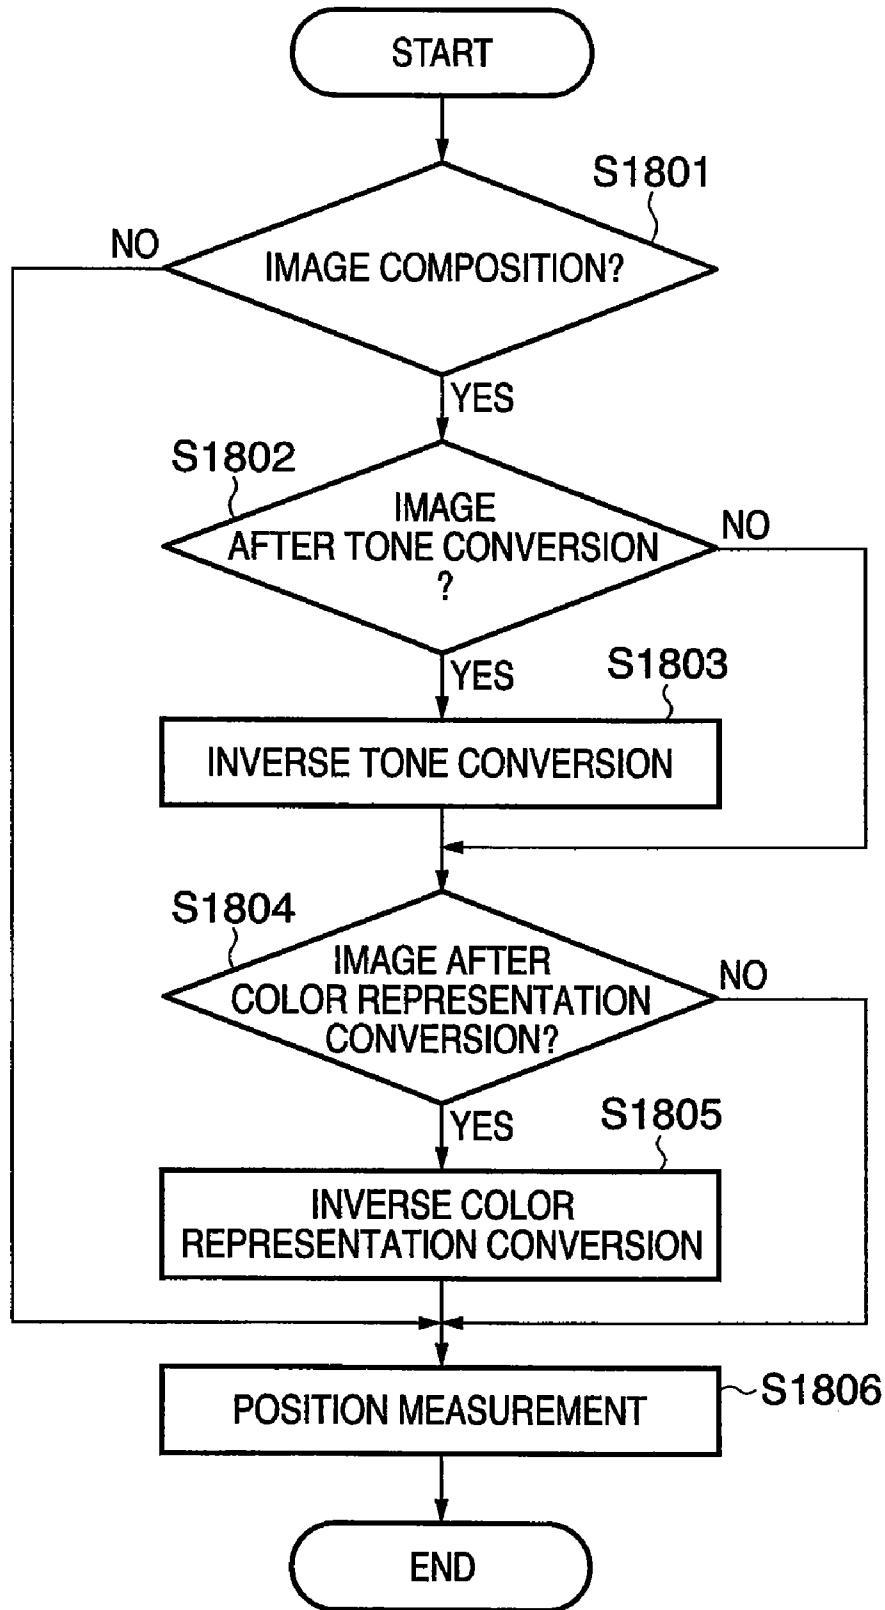 START
S1801
NO
IMAGE COMPOSITION?
YES
S1802
IMAGE
AFTER TONE CONVERSION
?
NO
YES
S1803
INVERSE TONE CONVERSION
S1804
IMAGE AFTER
COLOR REPRESENTATION
CONVERSION?
NO
YES
S1805
INVERSE COLOR
REPRESENTATION CONVERSION
POSITION MEASUREMENT
S1806
END